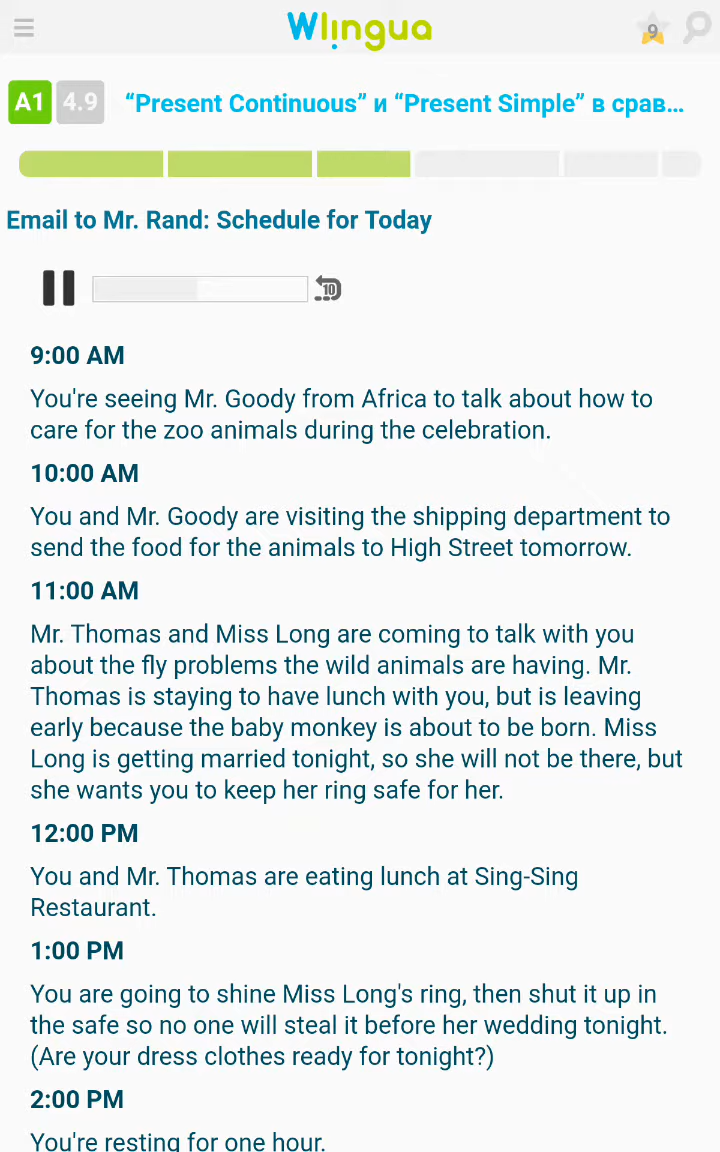 Wlingua
9
A1 4.9 “Present Continuous” и “Present Simple” в срав...
Email to Mr. Rand: Schedule for Today
10
9:00 AM
You're seeing Mr. Goody from Africa to talk about how to
care for the zoo animals during the celebration.
10:00 AM
You and Mr. Goody are visiting the shipping department to
send the food for the animals to High Street tomorrow.
11:00 AM
Mr. Thomas and Miss Long are coming to talk with you
about the fly problems the wild animals are having. Mr.
Thomas is staying to have lunch with you, but is leaving
early because the baby monkey is about to be born. Miss
Long is getting married tonight, so she will not be there, but
she wants you to keep her ring safe for her.
12:00 PM
You and Mr. Thomas are eating lunch at Sing-Sing
Restaurant.
1:00 PM
You are going to shine Miss Long's ring, then shut it up in
the safe so no one will steal it before her wedding tonight.
(Are your dress clothes ready for tonight?)
2:00 PM
You're resting for one hour.